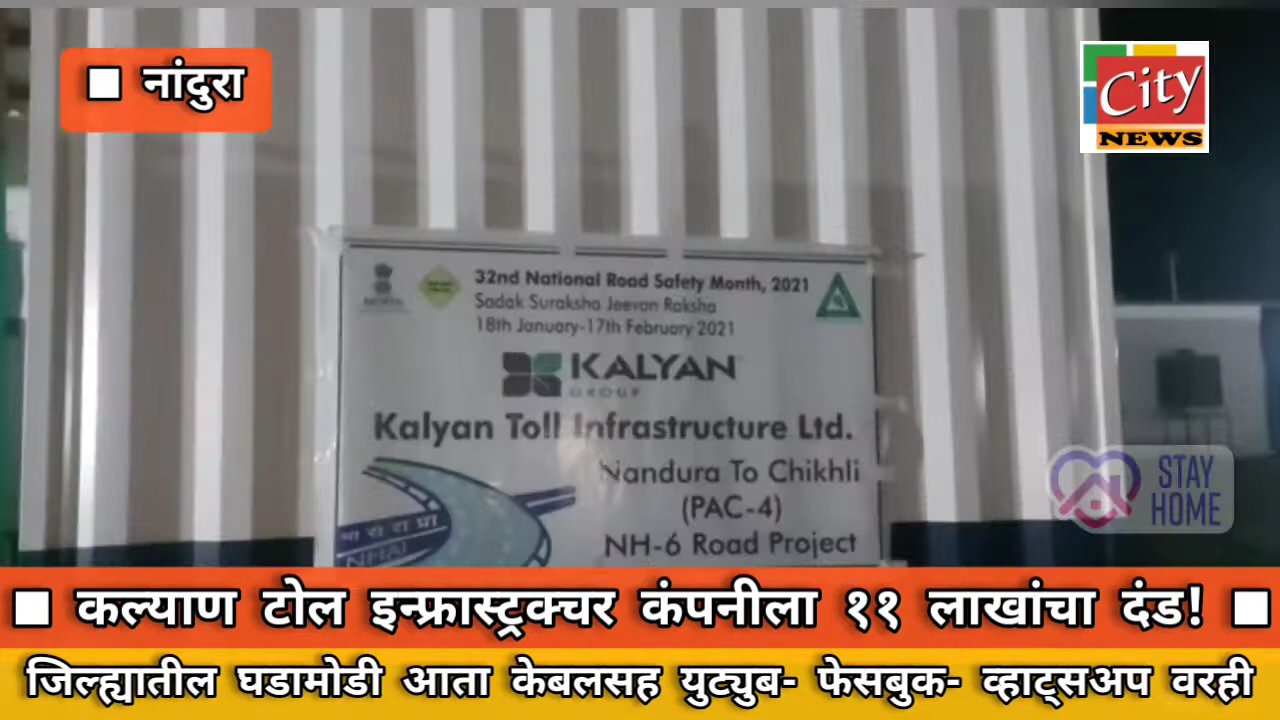 ■ नांदुरा
City
NEWS
32nd National Road Safety Month, 2021
Sadak Suraksha Jeevan Raksha
18th January-17th February 2021
KALYAN
GROUP
Kalyan Toll Infrastructure Ltd.
Nandura To Chikhli
(PAC-4)
NH-6 Road Project
भा रा रा प्रा
NHAI
STAY
HOME
■ कल्याण टोल इन्फ्रास्ट्रक्चर कंपनीला ११ लाखांचा दंड! ■
जिल्ह्यातील घडामोडी आता केबलसह युट्युब- फेसबुक- व्हाट्सअप वरही